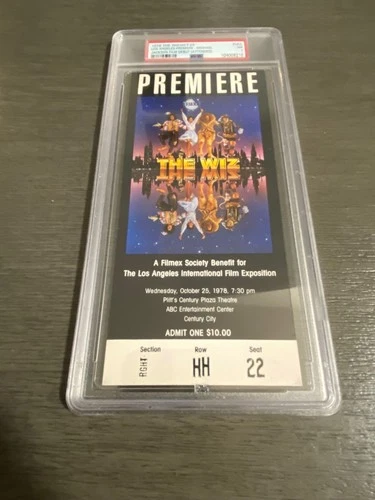 PREMIERE
THE WIZ
A Filmex Society Benefit for
The Los Angeles International Film Exposition
Wednesday, October 25, 1978, 7:30 pm
Plitt's Century Plaza Theatre
ABC Entertainment Center
Century City
ADMIT ONE $10.00
Section Row Seat
RGHT HH 22